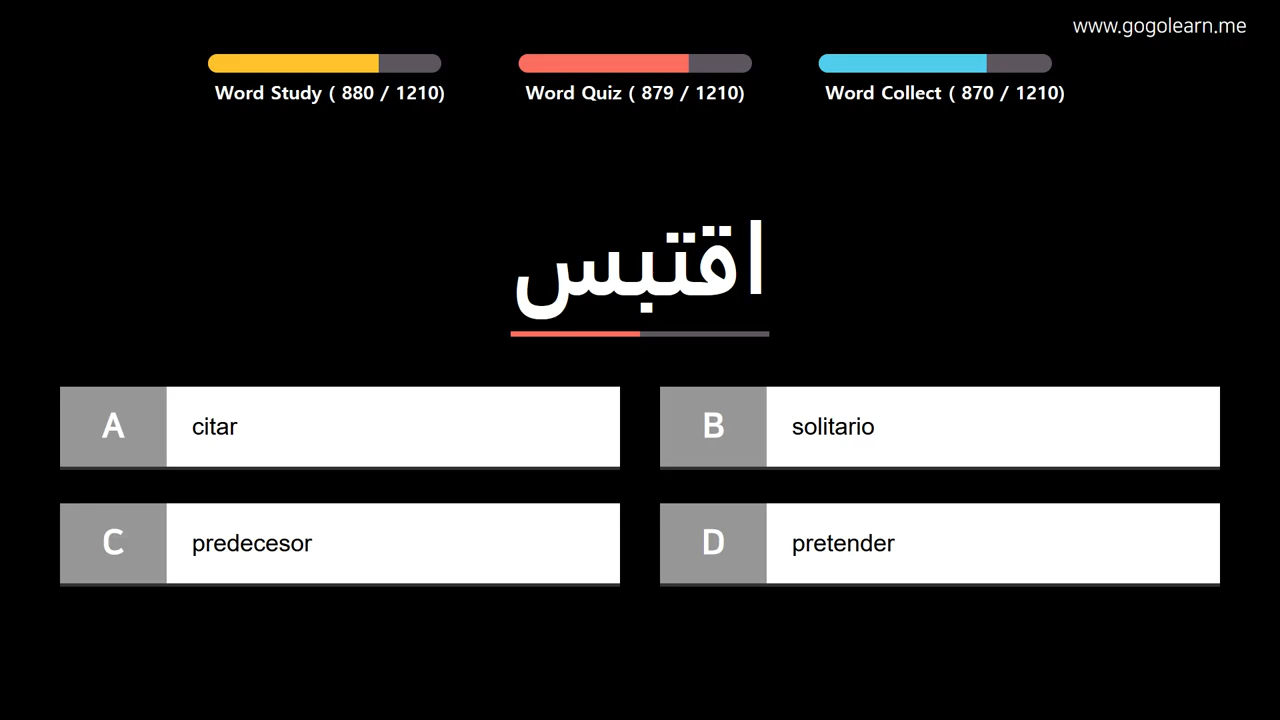 www.gogolearn.me
Word Study ( 880 / 1210)
Word Quiz ( 879 / 1210)
Word Collect ( 870 / 1210)
اقتبس
A citar
B solitario
C predecesor
D pretender